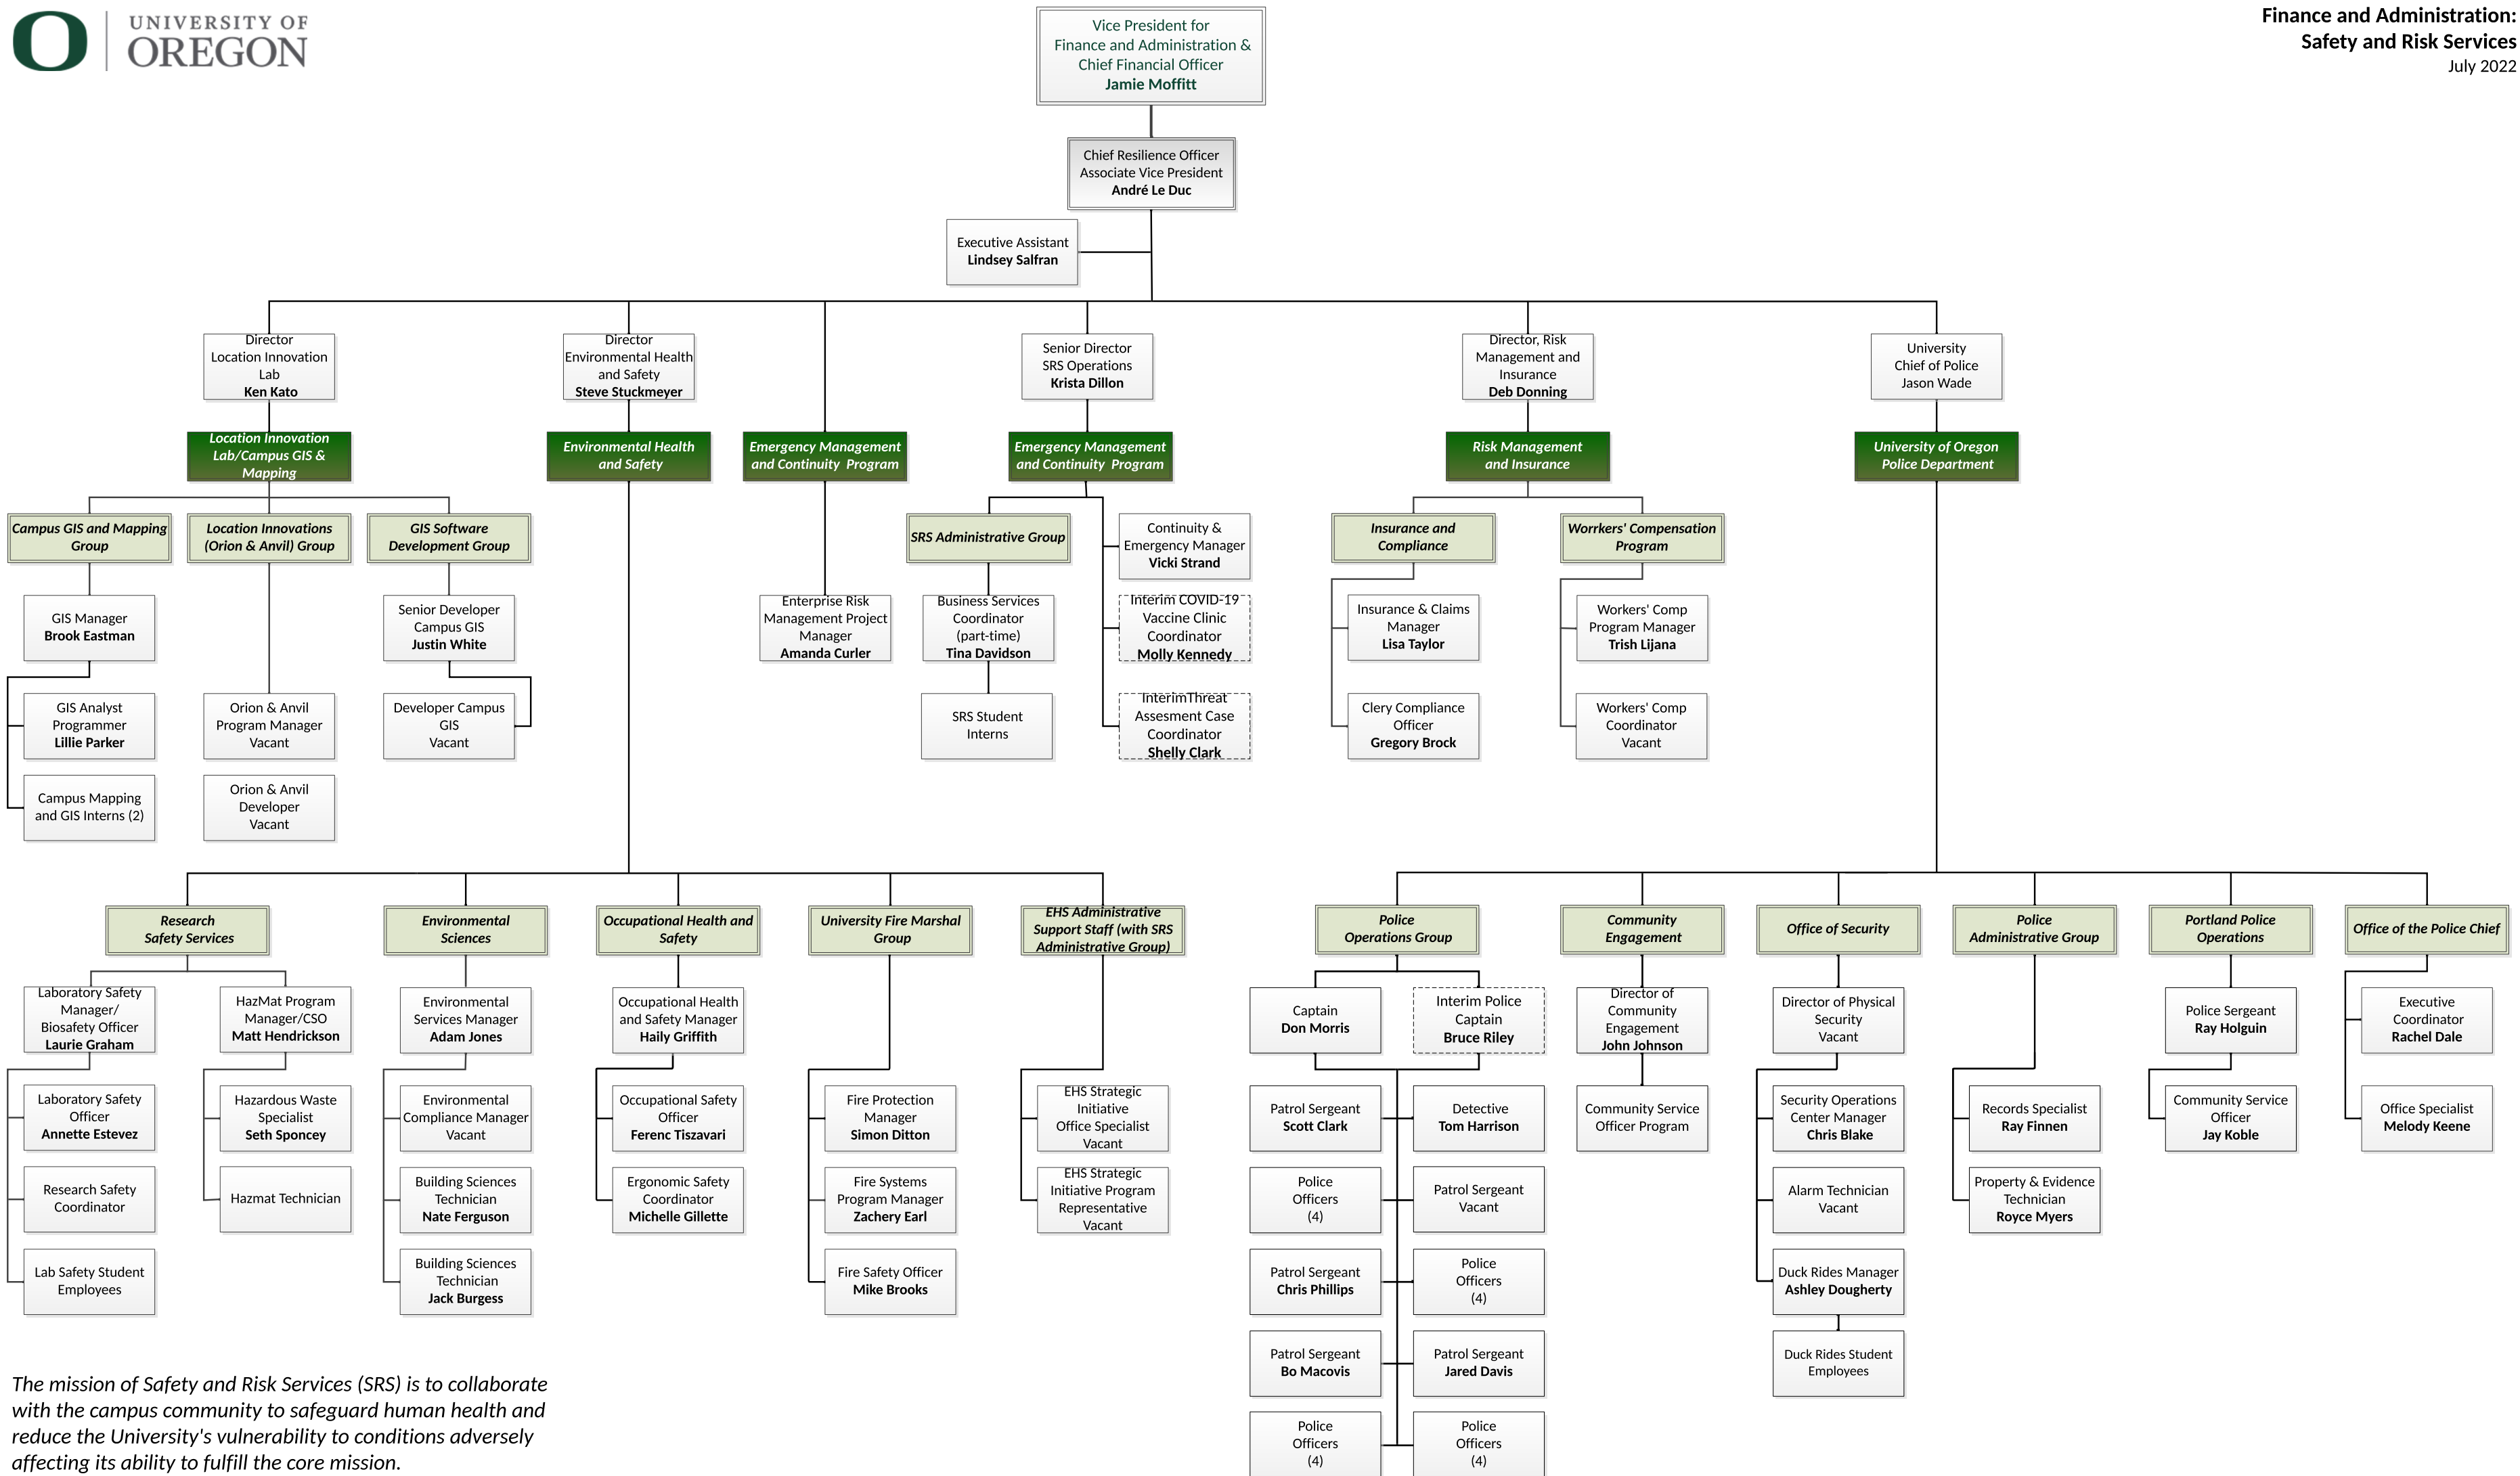 UNIVERSITY OF
OREGON
Finance and Administration:
Safety and Risk Services
July 2022
Vice President for
Finance and Administration &
Chief Financial Officer
Jamie Moffitt
Chief Resilience Officer
Associate Vice President
André Le Duc
Executive Assistant
Lindsey Salfran
Director
Location Innovation
Lab
Ken Kato
Director
Environmental Health
and Safety
Steve Stuckmeyer
Senior Director
SRS Operations
Krista Dillon
Director, Risk
Management and
Insurance
Deb Donning
University
Chief of Police
Jason Wade
Location Innovation
Lab/Campus GIS &
Mapping
Environmental Health
and Safety
Emergency Management
and Continuity Program
Emergency Management
and Continuity Program
Risk Management
and Insurance
University of Oregon
Police Department
Campus GIS and Mapping
Group
Location Innovations
(Orion & Anvil) Group
GIS Software
Development Group
SRS Administrative Group
Continuity &
Emergency Manager
Vicki Strand
Insurance and
Compliance
Worrkers' Compensation
Program
GIS Manager
Brook Eastman
Senior Developer
Campus GIS
Justin White
Enterprise Risk
Management Project
Manager
Amanda Curler
Business Services
Coordinator
(part-time)
Tina Davidson
Interim COVID-19
Vaccine Clinic
Coordinator
Molly Kennedy
Insurance & Claims
Manager
Lisa Taylor
Workers' Comp
Program Manager
Trish Lijana
GIS Analyst
Programmer
Lillie Parker
Orion & Anvil
Program Manager
Vacant
Developer Campus
GIS
Vacant
SRS Student
Interns
InterimThreat
Assesment Case
Coordinator
Shelly Clark
Clery Compliance
Officer
Gregory Brock
Workers' Comp
Coordinator
Vacant
Campus Mapping
and GIS Interns (2)
Orion & Anvil
Developer
Vacant
Research
Safety Services
Environmental
Sciences
Occupational Health and
Safety
University Fire Marshal
Group
EHS Administrative
Support Staff (with SRS
Administrative Group)
Police
Operations Group
Community
Engagement
Office of Security
Police
Administrative Group
Portland Police
Operations
Office of the Police Chief
Laboratory Safety
Manager/
Biosafety Officer
Laurie Graham
HazMat Program
Manager/CSO
Matt Hendrickson
Environmental
Services Manager
Adam Jones
Occupational Health
and Safety Manager
Haily Griffith
Captain
Don Morris
Interim Police
Captain
Bruce Riley
Director of
Community
Engagement
John Johnson
Director of Physical
Security
Vacant
Police Sergeant
Ray Holguin
Executive
Coordinator
Rachel Dale
Laboratory Safety
Officer
Annette Estevez
Hazardous Waste
Specialist
Seth Sponcey
Environmental
Compliance Manager
Vacant
Occupational Safety
Officer
Ferenc Tiszavari
Fire Protection
Manager
Simon Ditton
EHS Strategic
Initiative
Office Specialist
Vacant
Patrol Sergeant
Scott Clark
Detective
Tom Harrison
Community Service
Officer Program
Security Operations
Center Manager
Chris Blake
Records Specialist
Ray Finnen
Community Service
Officer
Jay Koble
Office Specialist
Melody Keene
Research Safety
Coordinator
Hazmat Technician
Building Sciences
Technician
Nate Ferguson
Ergonomic Safety
Coordinator
Michelle Gillette
Fire Systems
Program Manager
Zachery Earl
EHS Strategic
Initiative Program
Representative
Vacant
Police
Officers
(4)
Patrol Sergeant
Vacant
Alarm Technician
Vacant
Property & Evidence
Technician
Royce Myers
Lab Safety Student
Employees
Building Sciences
Technician
Jack Burgess
Fire Safety Officer
Mike Brooks
Patrol Sergeant
Chris Phillips
Police
Officers
(4)
Duck Rides Manager
Ashley Dougherty
Patrol Sergeant
Bo Macovis
Patrol Sergeant
Jared Davis
Duck Rides Student
Employees
Police
Officers
(4)
Police
Officers
(4)
The mission of Safety and Risk Services (SRS) is to collaborate
with the campus community to safeguard human health and
reduce the University's vulnerability to conditions adversely
affecting its ability to fulfill the core mission.